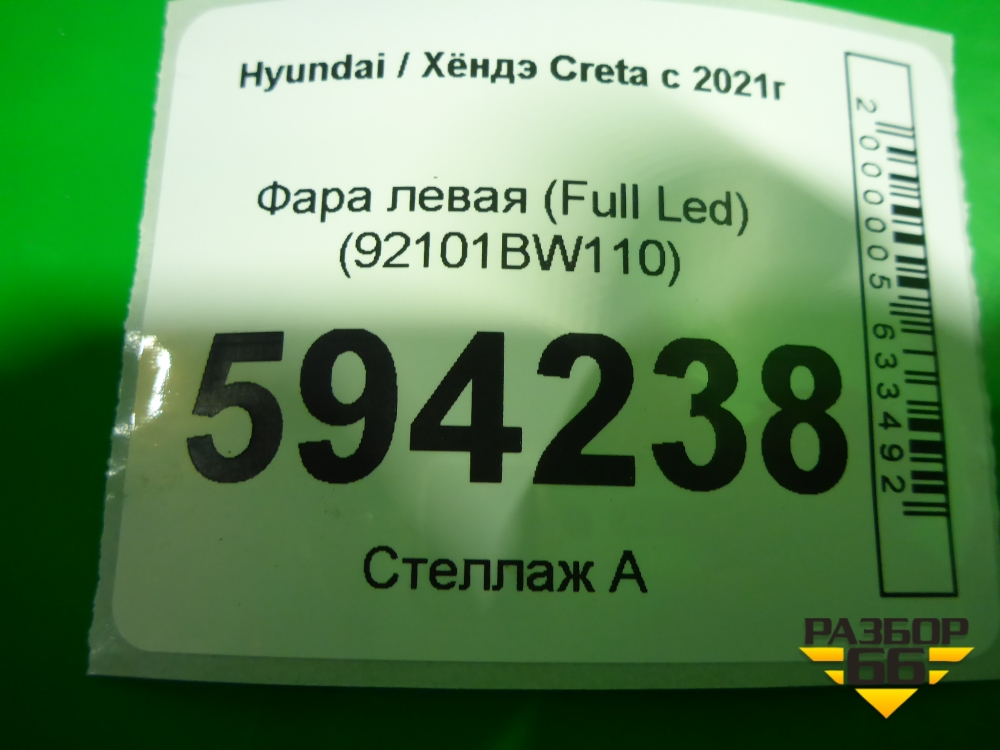 Hyundai / Хёндэ Creta с 2021г
Фара левая (Full Led)
(92101BW110)
594238
Стеллаж А
2000005633492
РАЗБОР
66